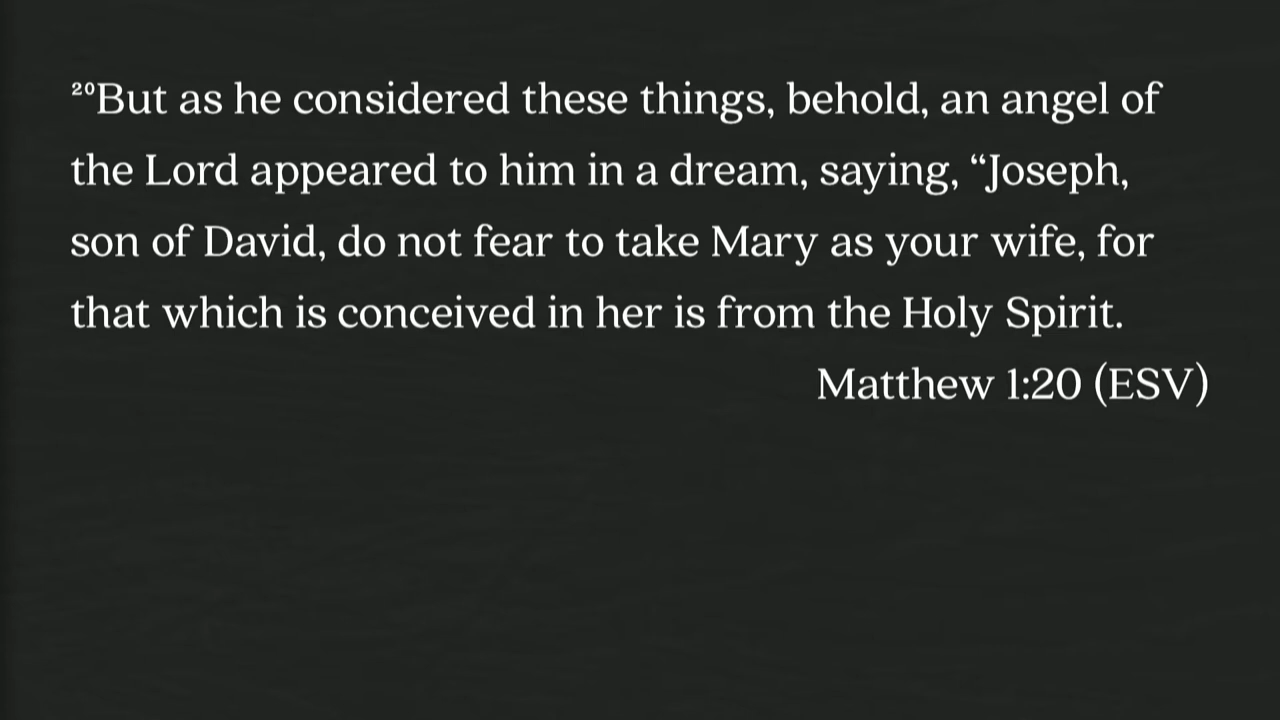 ²⁰But as he considered these things, behold, an angel of
the Lord appeared to him in a dream, saying, “Joseph,
son of David, do not fear to take Mary as your wife, for
that which is conceived in her is from the Holy Spirit.
Matthew 1:20 (ESV)